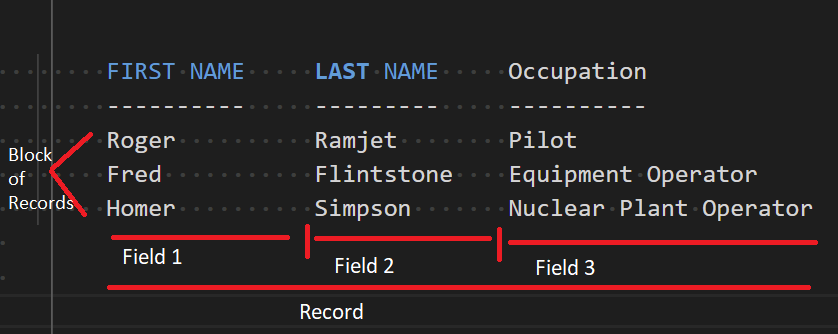 FIRST NAME LAST NAME Occupation
---------- --------- ----------
Roger Ramjet Pilot
Fred Flintstone Equipment Operator
Homer Simpson Nuclear Plant Operator
Block
of
Records
Field 1 Field 2 Field 3
Record